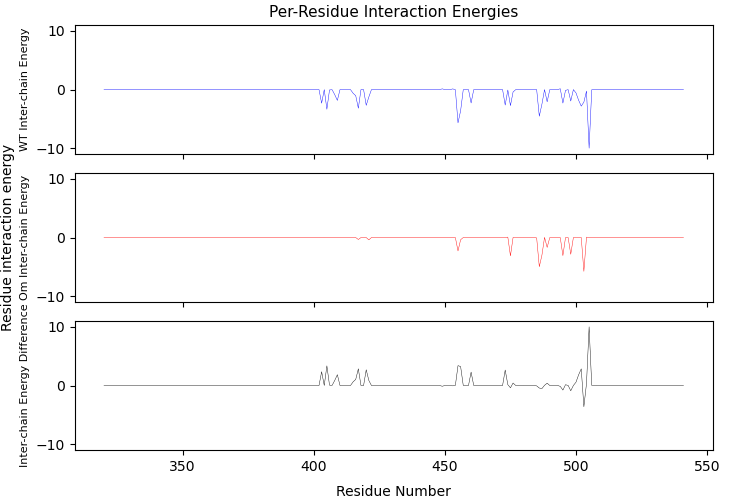 Per-Residue Interaction Energies
Residue interaction energy
WT Inter-chain Energy
10
0
−10
Om Inter-chain Energy
10
0
−10
Inter-chain Energy Difference
10
0
−10
350
400
450
500
550
Residue Number